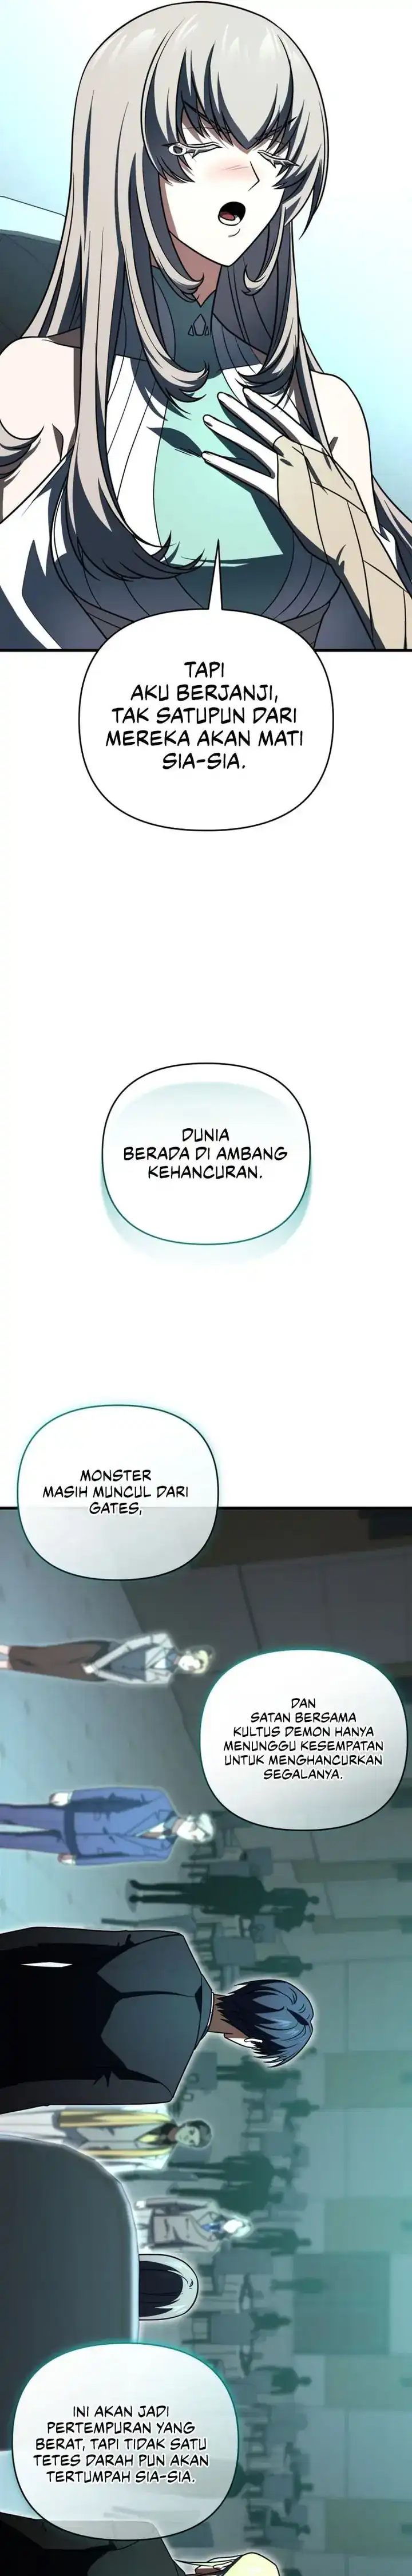 TAPI
AKU BERJANJI,
TAK SATUPUN DARI
MEREKA AKAN MATI
SIA-SIA.
DUNIA
BERADA DI AMBANG
KEHANCURAN.
MONSTER
MASIH MUNCUL DARI
GATES,
DAN
SATAN BERSAMA
KULTUS DEMON HANYA
MENUNGGU KESEMPATAN
UNTUK MENGHANCURKAN
SEGALANYA.
INI AKAN JADI
PERTEMPURAN YANG
BERAT, TAPI TIDAK SATU
TETES DARAH PUN AKAN
TERTUMPAH SIA-SIA.